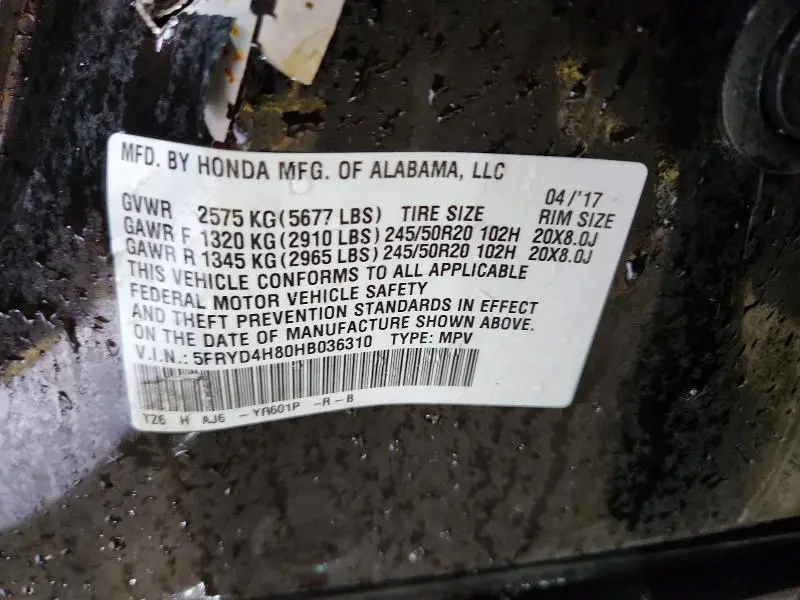 MFD. BY HONDA MFG. OF ALABAMA, LLC
04/'17
GVWR 2575 KG(5677 LBS) TIRE SIZE RIM SIZE
GAWR F 1320 KG(2910 LBS) 245/50R20 102H 20X8.0J
GAWR R 1345 KG(2965 LBS) 245/50R20 102H 20X8.0J
THIS VEHICLE CONFORMS TO ALL APPLICABLE
FEDERAL MOTOR VEHICLE SAFETY
AND THEFT PREVENTION STANDARDS IN EFFECT
ON THE DATE OF MANUFACTURE SHOWN ABOVE.
V.I.N.: 5FRYD4H80HB036310 TYPE: MPV
TZ6 H AJ6 -YR601P -R-B